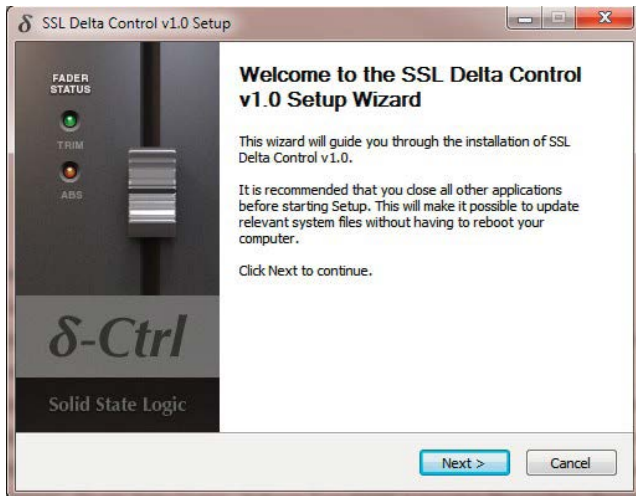 δ SSL Delta Control v1.0 Setup
FADER
STATUS
TRIM
ABS
δ-Ctrl
Solid State Logic
Welcome to the SSL Delta Control
v1.0 Setup Wizard
This wizard will guide you through the installation of SSL
Delta Control v1.0.
It is recommended that you close all other applications
before starting Setup. This will make it possible to update
relevant system files without having to reboot your
computer.
Click Next to continue.
Next >
Cancel